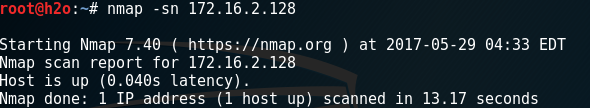 root@h2o:~# nmap -sn 172.16.2.128
Starting Nmap 7.40 ( https://nmap.org ) at 2017-05-29 04:33 EDT
Nmap scan report for 172.16.2.128
Host is up (0.040s latency).
Nmap done: 1 IP address (1 host up) scanned in 13.17 seconds